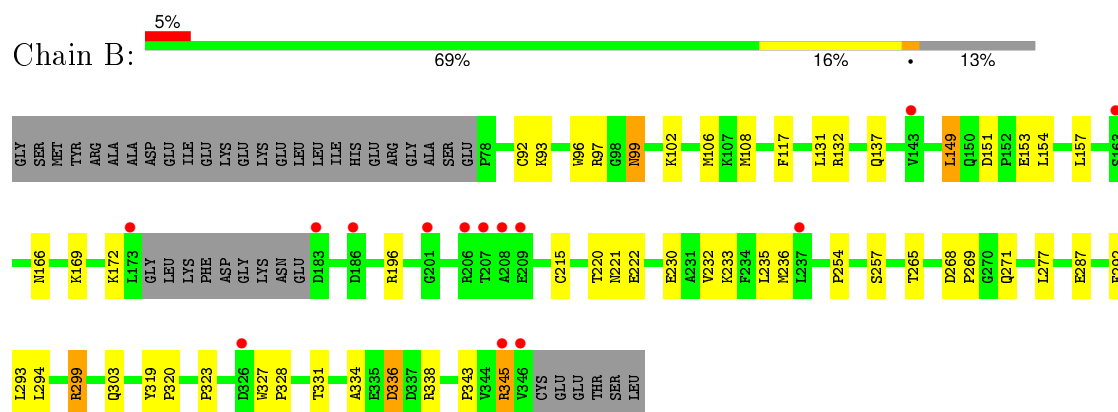 5%
Chain B:
69% 16% • 13%
GLY SER MET TYR ARG ALA ALA ASP GLU ILE GLU LYS GLU LYS GLU LEU LEU ILE HIS GLU ARG GLY ALA SER GLU P78 C92 K93 W96 R97 G98 N99 K102 M106 K107 M108 F117 L131 R132 Q137 V143 L149 Q150 D151 P152 E153 L154 L157 S163
N166 K169 K172 L173 GLY LEU LYS PHE ASP GLY LYS ASN GLU D183 D186 R196 G201 R206 T207 A208 E209 C215 T220 N221 E222 E230 A231 V232 K233 F234 L235 M236 L237 P254 S257 T265 D268 P269 G270 Q271 L277 E287
L293 L294 R299 Q303 Y319 P320 P323 D326 W327 P328 T331 A334 E335 D336 D337 R338 P343 V344 R345 V346 CYS GLU GLU THR SER LEU